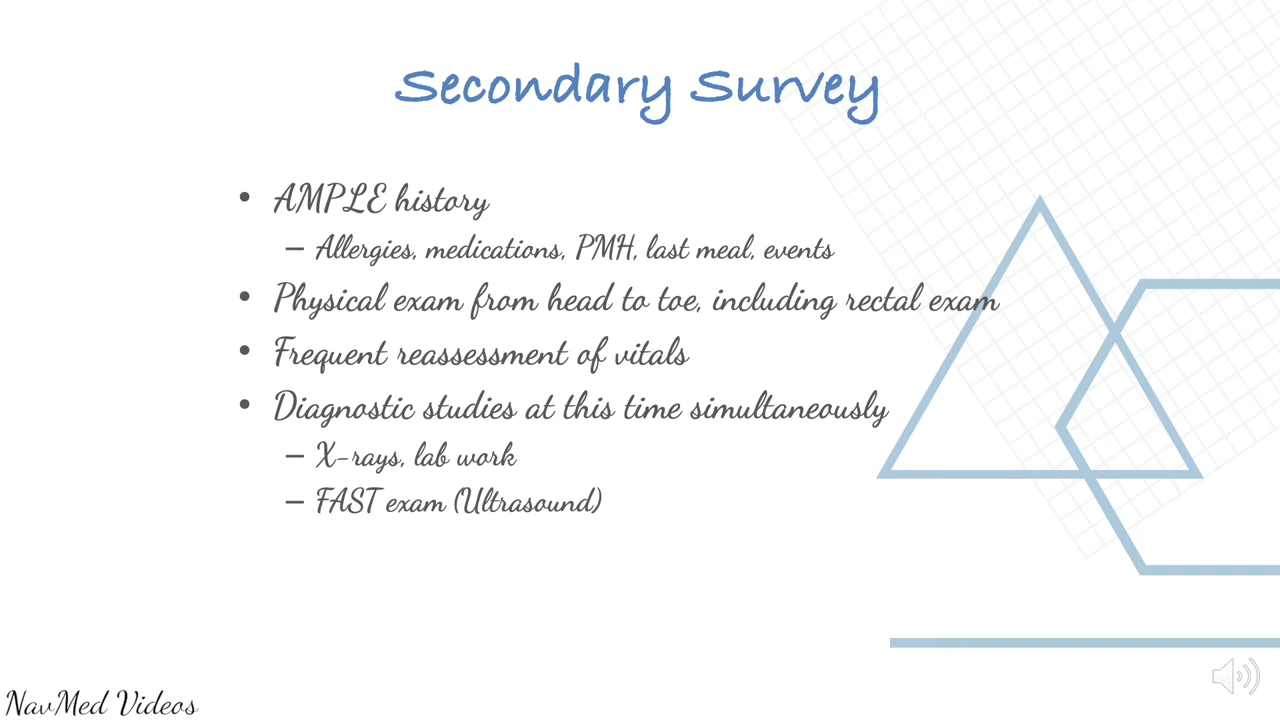 Secondary Survey
• AMPLE history
– Allergies, medications, PMH, last meal, events
• Physical exam from head to toe, including rectal exam
• Frequent reassessment of vitals
• Diagnostic studies at this time simultaneously
– X-rays, lab work
– FAST exam (Ultrasound)
NavMed Videos